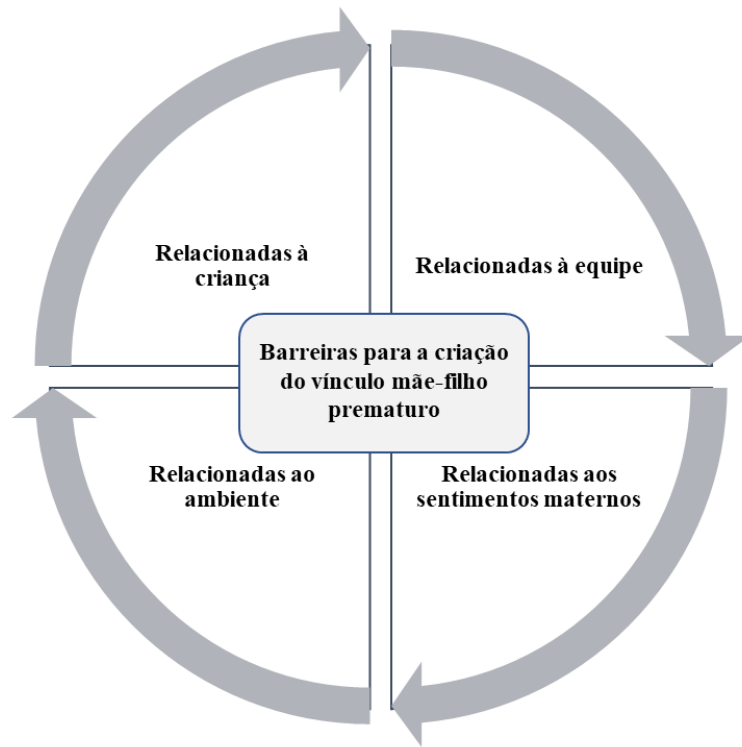 Relacionadas à
criança
Relacionadas à equipe
Barreiras para a criação
do vínculo mãe-filho
prematuro
Relacionadas ao
ambiente
Relacionadas aos
sentimentos maternos